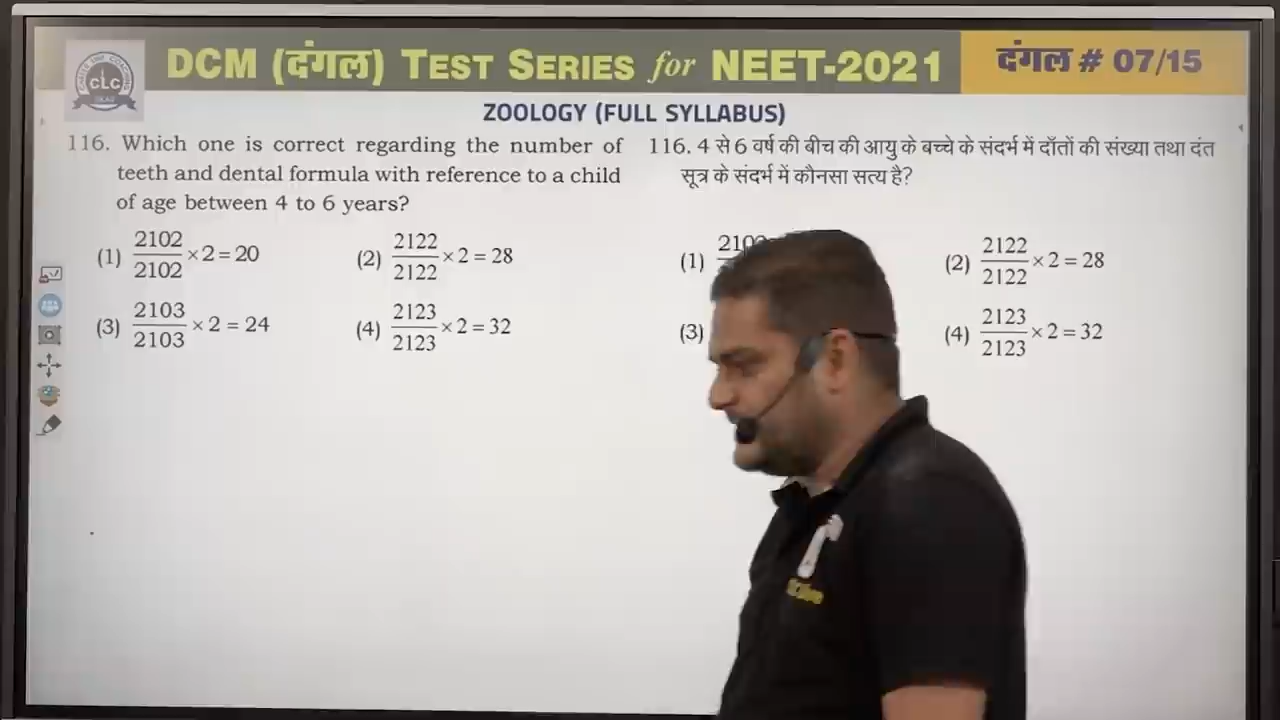 DCM (दंगल) TEST SERIES for NEET-2021
दंगल # 07/15
CLC
ZOOLOGY (FULL SYLLABUS)
116. Which one is correct regarding the number of
teeth and dental formula with reference to a child
of age between 4 to 6 years?
(1) 2102/2102 × 2 = 20
(2) 2122/2122 × 2 = 28
(3) 2103/2103 × 2 = 24
(4) 2123/2123 × 2 = 32
116. 4 से 6 वर्ष की बीच की आयु के बच्चे के संदर्भ में दाँतों की संख्या तथा दंत
सूत्र के संदर्भ में कौनसा सत्य है?
(1) 210
(2) 2122/2122 × 2 = 28
(3)
(4) 2123/2123 × 2 = 32